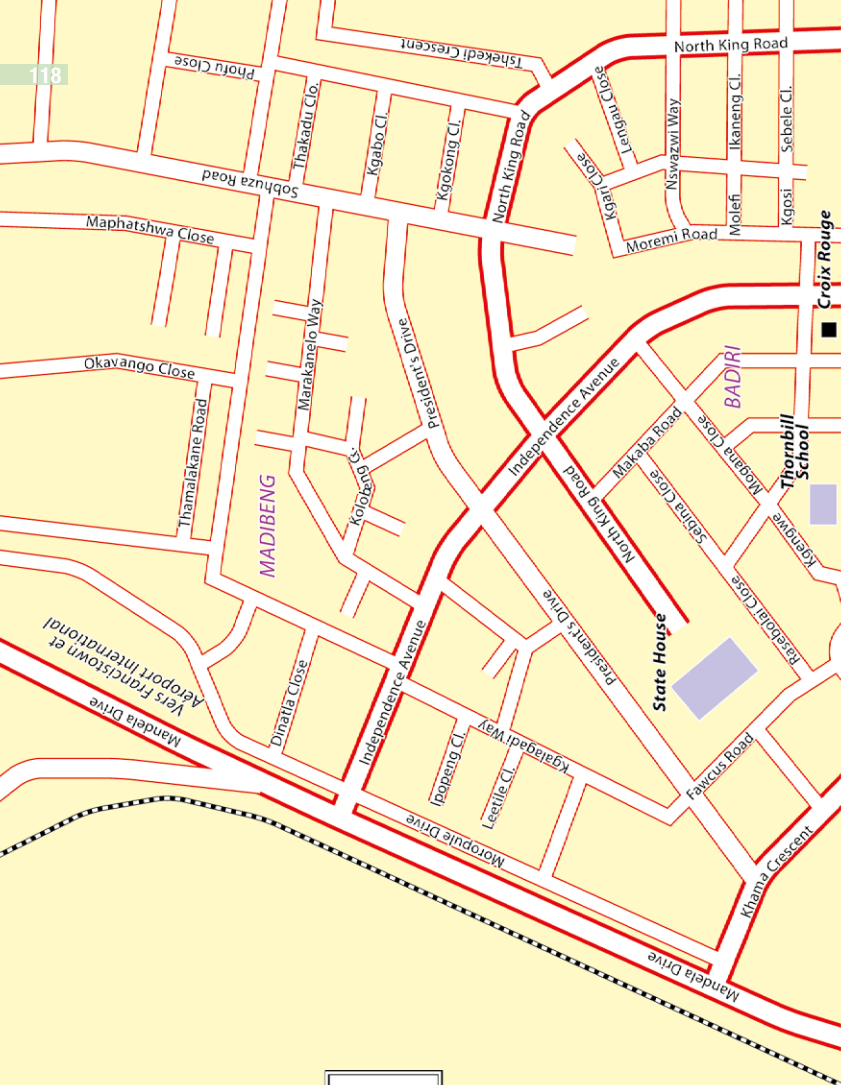 North King Road
Tshekedi Crescent
Phofu Close
118
Lengau Close
Thakadu Clo.
Kgabo Cl.
Kgokong Cl.
North King Road
Nswazwi Way
Molefi Ikaneng Cl.
Kgosi Sebele Cl.
Kgari Close
Sobhuza Road
Maphatshwa Close
Moremi Road
Croix Rouge
Okavango Close
Marakanelo Way
President's Drive
Independence Avenue
BADIRI
Thamalakane Road
MADIBENG
Kolobeng G.
Makaba Road
Mogana Close
Thornbill
School
North King Road
Sebina Close
Kgengwe
Rasebolai Close
President's Drive
Vers Francistown et
Aéroport International
State House
Independence Avenue
Dinatla Close
Mandela Drive
Kgalagadi Way
Ipopeng Cl.
Leetile Cl.
Fawcus Road
Moropule Drive
Khama Crescent
Mandela Drive